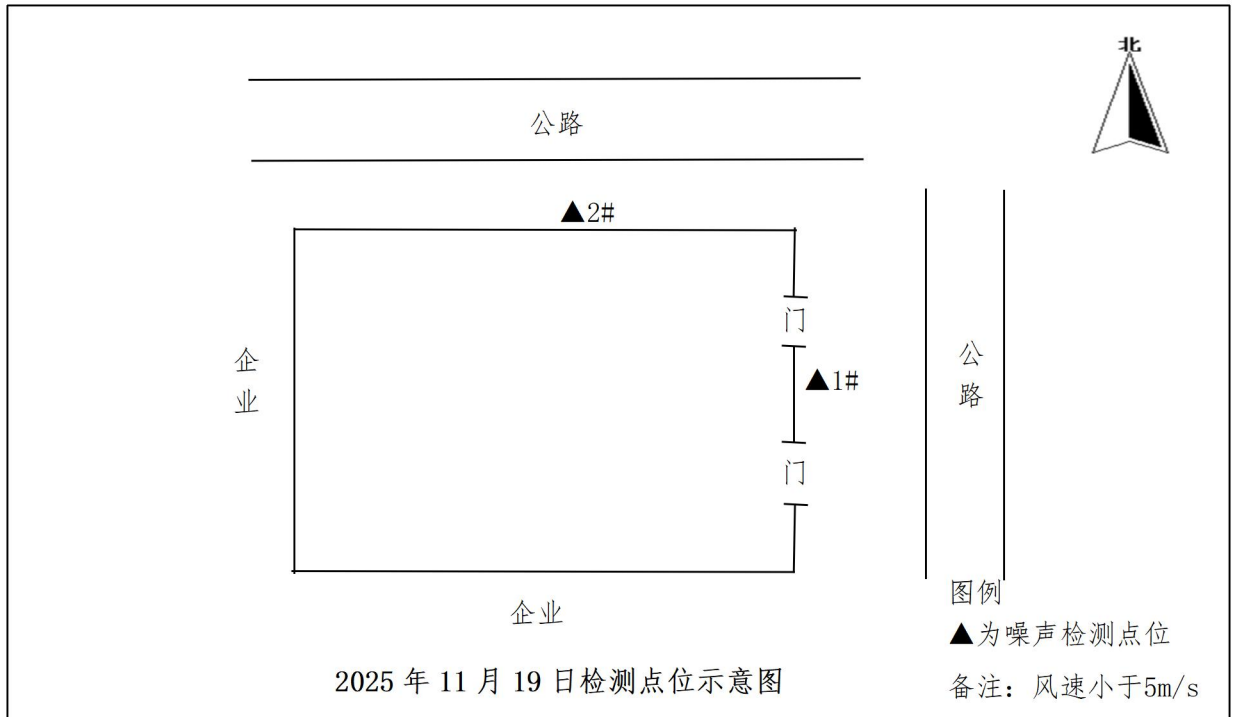 北
公路
▲2#
门
企
业
▲1#
公
路
门
企业
图例
▲为噪声检测点位
2025 年 11 月 19 日检测点位示意图
备注：风速小于5m/s